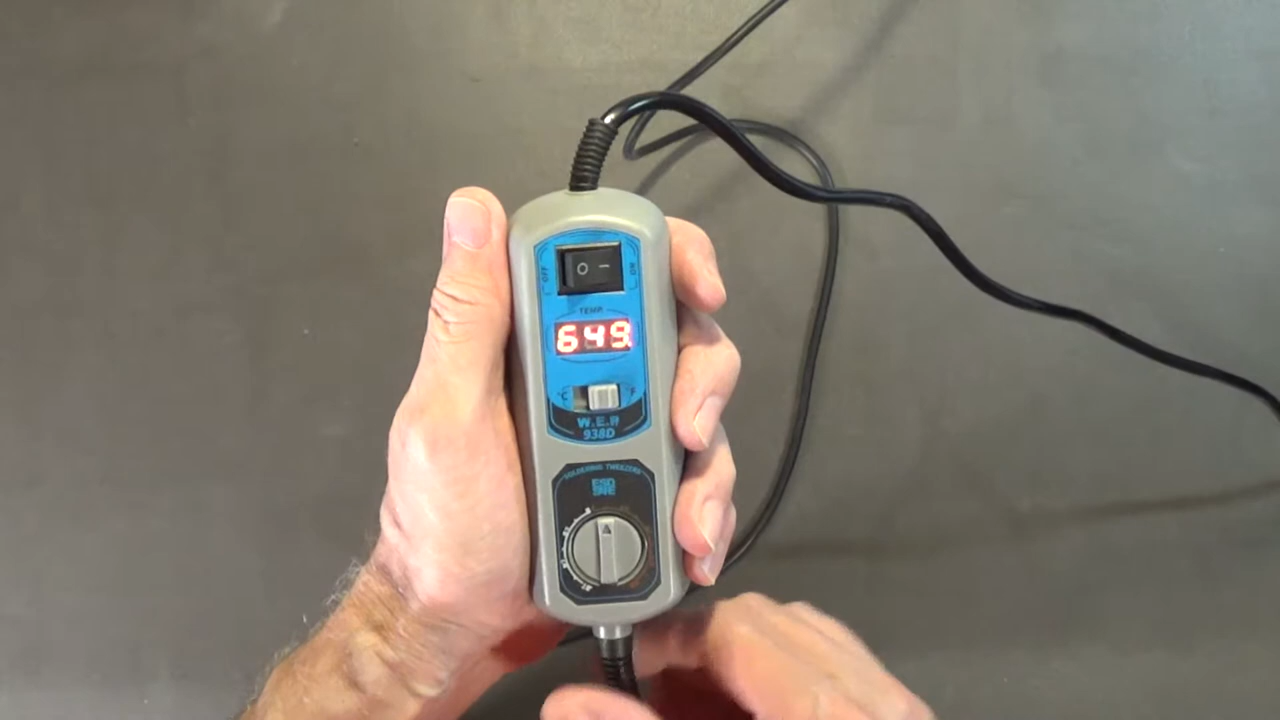 OFF
O –
ON
TEMP.
649.
°C
°F
W.E.P
938D
SOLDERING TWEEZERS
ESD
SAFE